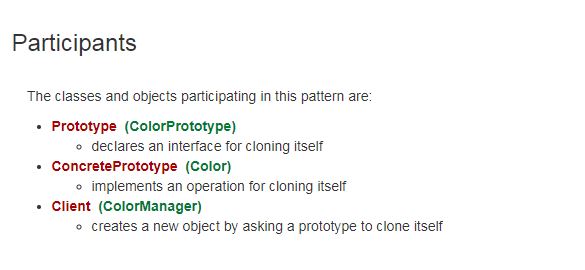 Participants
The classes and objects participating in this pattern are:
Prototype (ColorPrototype)
declares an interface for cloning itself
ConcretePrototype (Color)
implements an operation for cloning itself
Client (ColorManager)
creates a new object by asking a prototype to clone itself